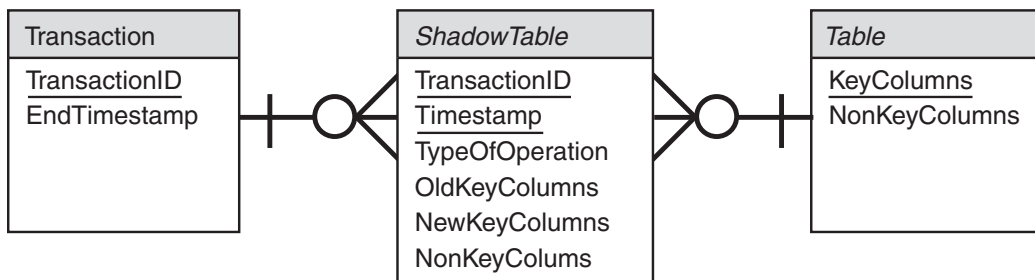 Transaction
TransactionID
EndTimestamp
ShadowTable
TransactionID
Timestamp
TypeOfOperation
OldKeyColumns
NewKeyColumns
NonKeyColums
Table
KeyColumns
NonKeyColumns